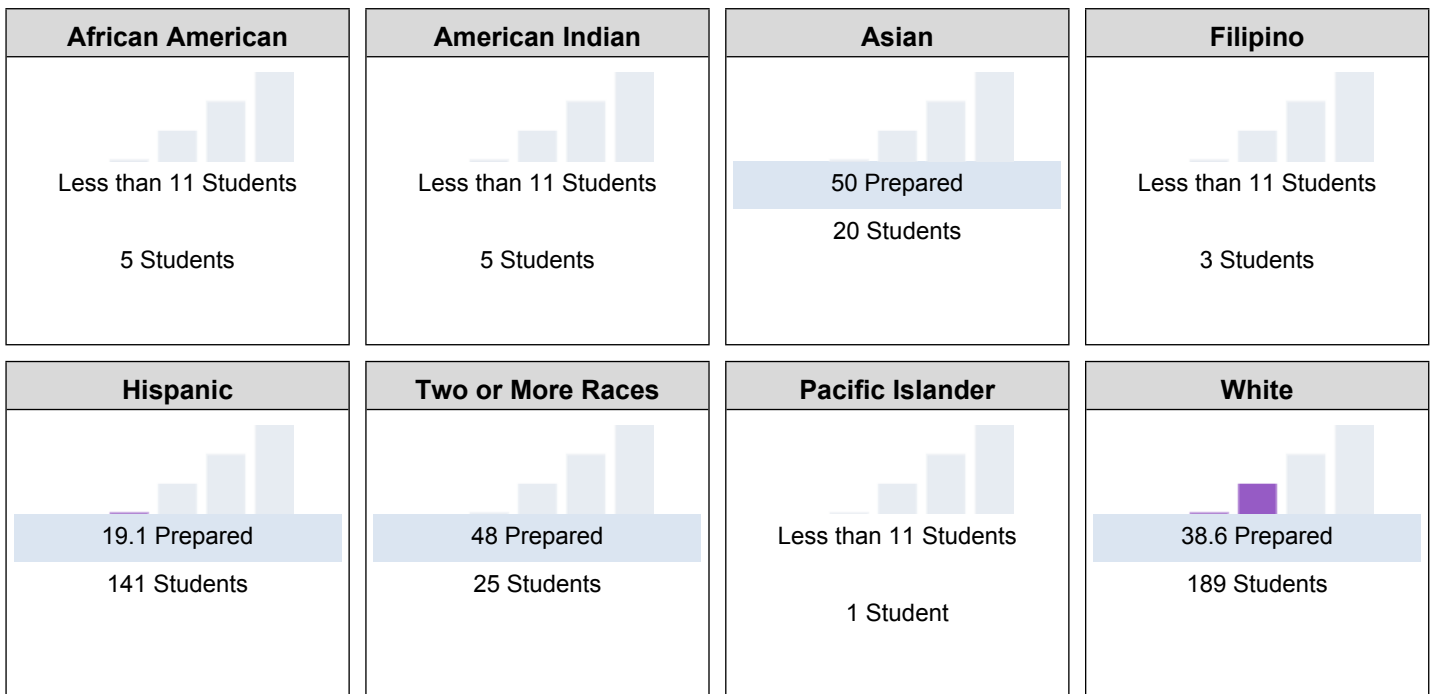 African American
Less than 11 Students
5 Students
American Indian
Less than 11 Students
5 Students
Asian
50 Prepared
20 Students
Filipino
Less than 11 Students
3 Students
Hispanic
19.1 Prepared
141 Students
Two or More Races
48 Prepared
25 Students
Pacific Islander
Less than 11 Students
1 Student
White
38.6 Prepared
189 Students